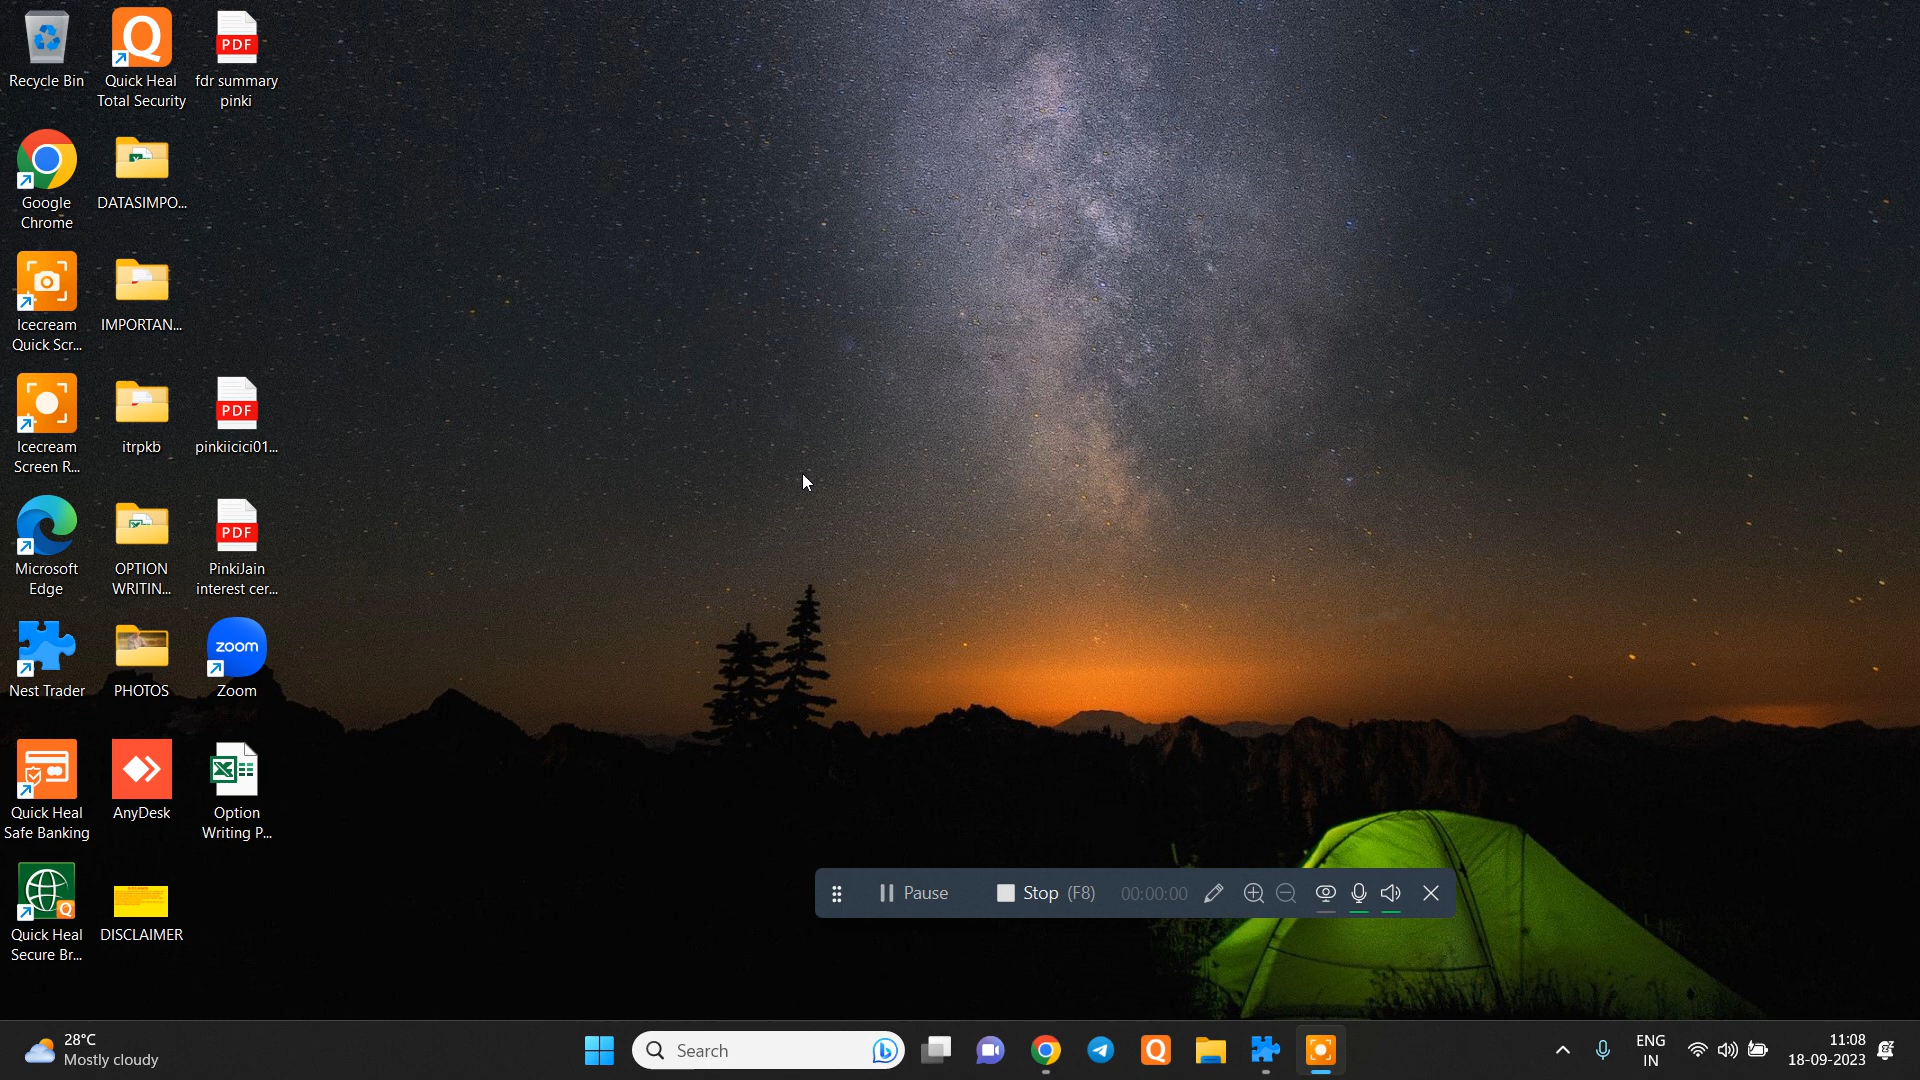 Recycle Bin
Quick Heal
Total Security
PDF
fdr summary
pinki
Google
Chrome
DATASIMPO...
Icecream
Quick Scr...
IMPORTAN...
Icecream
Screen R...
itrpkb
PDF
pinkiicici01...
Microsoft
Edge
OPTION
WRITIN...
PDF
PinkiJain
interest cer...
Nest Trader
PHOTOS
zoom
Zoom
Quick Heal
Safe Banking
AnyDesk
Option
Writing P...
Quick Heal
Secure Br...
DISCLAIMER
Pause
Stop (F8)
00:00:00
28°C
Mostly cloudy
Search
ENG
IN
11:08
18-09-2023